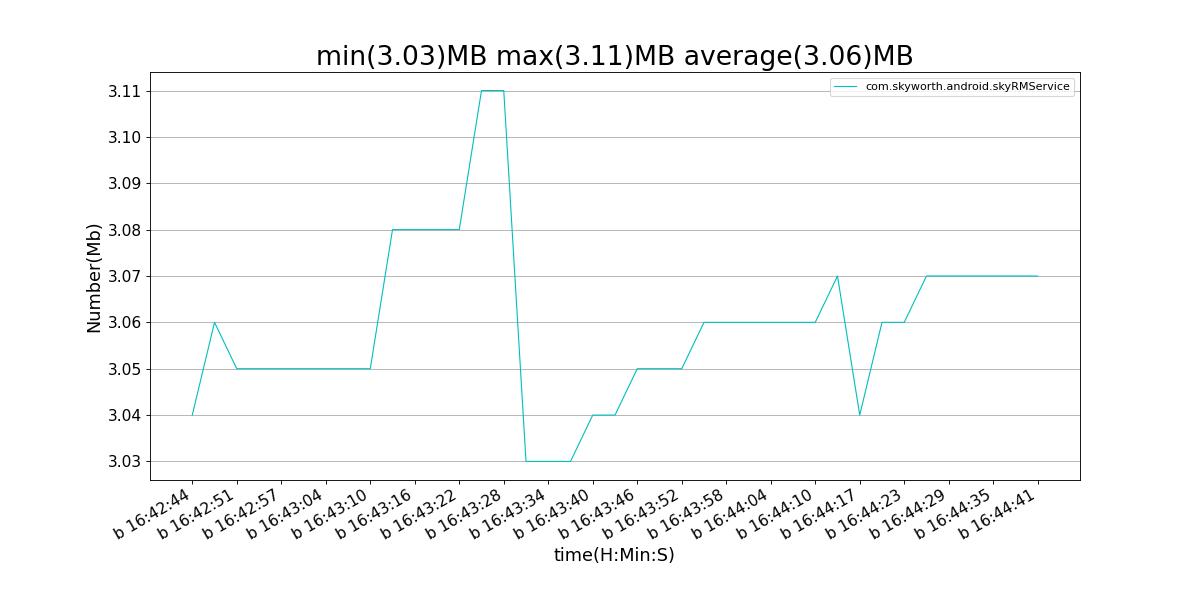 min(3.03)MB max(3.11)MB average(3.06)MB
com.skyworth.android.skyRMService
3.11
3.10
3.09
3.08
3.07
3.06
3.05
3.04
3.03
Number(Mb)
b 16:42:44
b 16:42:51
b 16:42:57
b 16:43:04
b 16:43:10
b 16:43:16
b 16:43:22
b 16:43:28
b 16:43:34
b 16:43:40
b 16:43:46
b 16:43:52
b 16:43:58
b 16:44:04
b 16:44:10
b 16:44:17
b 16:44:23
b 16:44:29
b 16:44:35
b 16:44:41
time(H:Min:S)